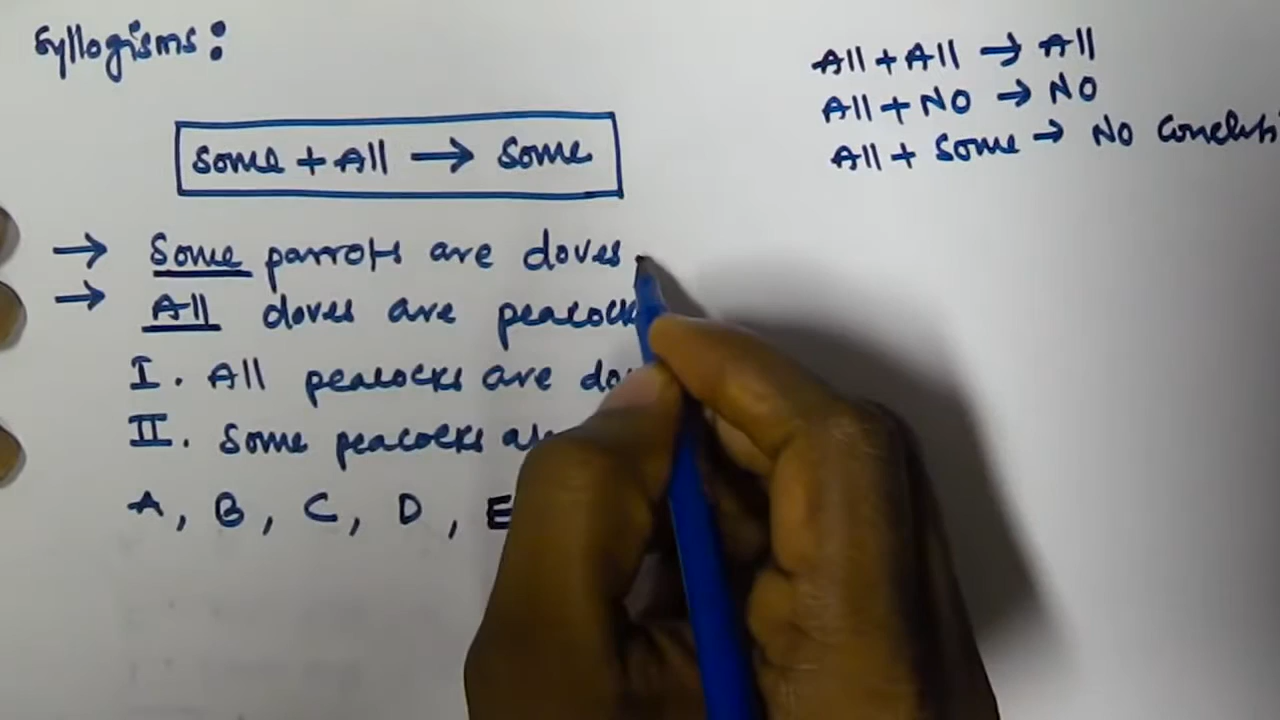 Syllogisms:
All + All → All
All + NO → NO
All + Some → No
Some + All → Some
→ Some parrots are doves
→ All doves are
I. All peacocks are
II. Some peacocks
A, B, C, D, E